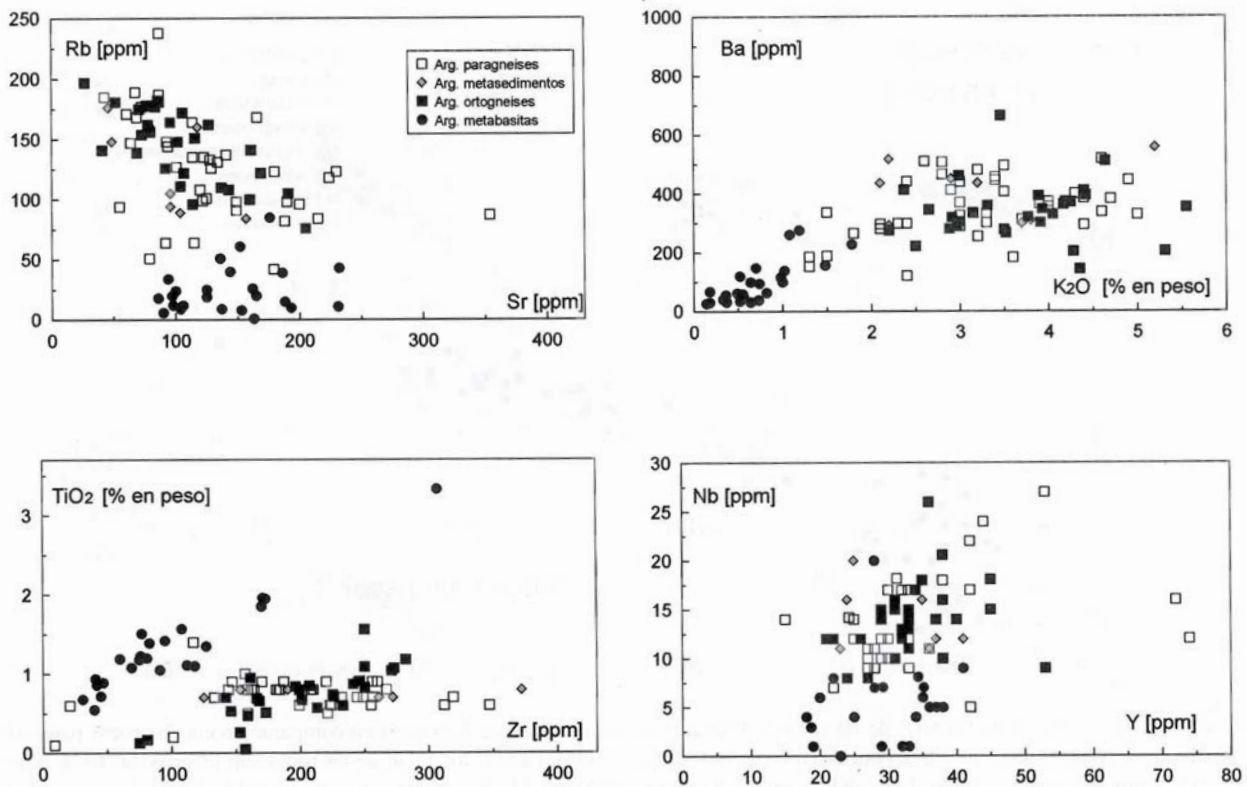 Rb [ppm]
250
200
150
100
50
0
Arg. paragneises
Arg. metasedimentos
Arg. ortogneises
Arg. metabasitas
Sr [ppm]
0 100 200 300 400
Ba [ppm]
1000
800
600
400
200
0
K2O [% en peso]
0 1 2 3 4 5 6
TiO2 [% en peso]
3
2
1
0
Zr [ppm]
0 100 200 300 400
Nb [ppm]
30
25
20
15
10
5
0
Y [ppm]
0 10 20 30 40 50 60 70 80